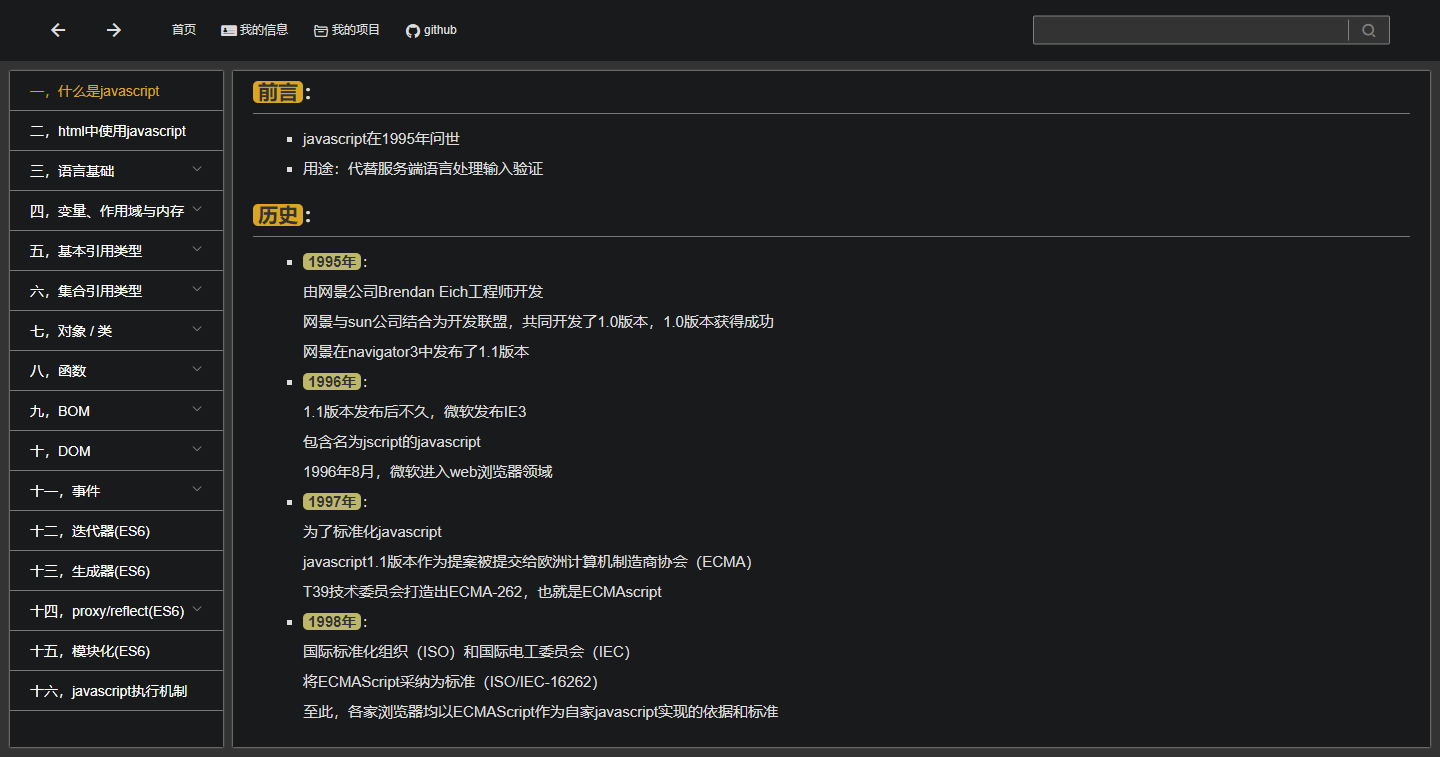 首页 我的信息 我的项目 github
一，什么是javascript
二，html中使用javascript
三，语言基础
四，变量、作用域与内存
五，基本引用类型
六，集合引用类型
七，对象 / 类
八，函数
九，BOM
十，DOM
十一，事件
十二，迭代器(ES6)
十三，生成器(ES6)
十四，proxy/reflect(ES6)
十五，模块化(ES6)
十六，javascript执行机制
前言：
javascript在1995年问世
用途：代替服务端语言处理输入验证
历史：
1995年：
由网景公司Brendan Eich工程师开发
网景与sun公司结合为开发联盟，共同开发了1.0版本，1.0版本获得成功
网景在navigator3中发布了1.1版本
1996年：
1.1版本发布后不久，微软发布IE3
包含名为jscript的javascript
1996年8月，微软进入web浏览器领域
1997年：
为了标准化javascript
javascript1.1版本作为提案被提交给欧洲计算机制造商协会（ECMA）
T39技术委员会打造出ECMA-262，也就是ECMAscript
1998年：
国际标准化组织（ISO）和国际电工委员会（IEC）
将ECMAScript采纳为标准（ISO/IEC-16262）
至此，各家浏览器均以ECMAScript作为自家javascript实现的依据和标准